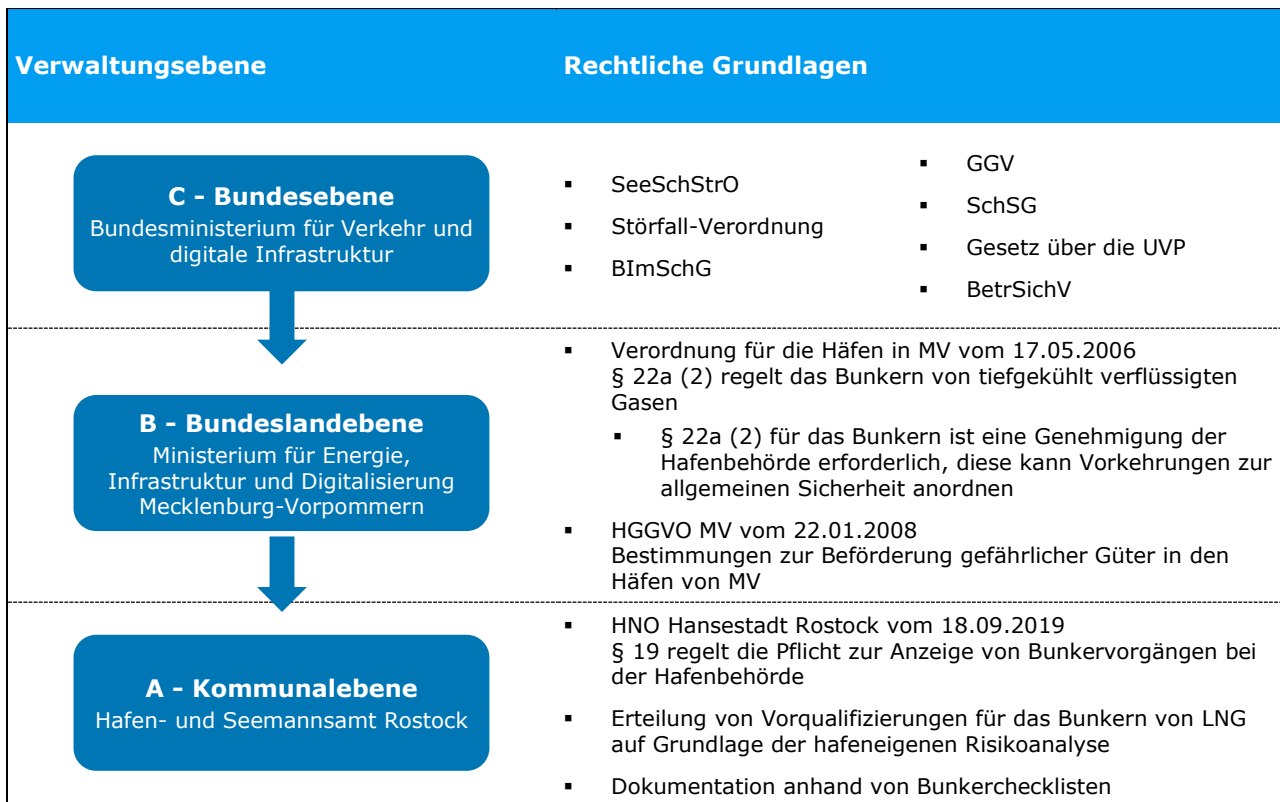 Verwaltungsebene
Rechtliche Grundlagen
C - Bundesebene
Bundesministerium für Verkehr und
digitale Infrastruktur
▪ SeeSchStrO
▪ Störfall-Verordnung
▪ BImSchG
▪ GGV
▪ SchSG
▪ Gesetz über die UVP
▪ BetrSichV
B - Bundeslandebene
Ministerium für Energie,
Infrastruktur und Digitalisierung
Mecklenburg-Vorpommern
▪ Verordnung für die Häfen in MV vom 17.05.2006
§ 22a (2) regelt das Bunkern von tiefgekühlt verflüssigten
Gasen
▪ § 22a (2) für das Bunkern ist eine Genehmigung der
Hafenbehörde erforderlich, diese kann Vorkehrungen zur
allgemeinen Sicherheit anordnen
▪ HGGVO MV vom 22.01.2008
Bestimmungen zur Beförderung gefährlicher Güter in den
Häfen von MV
A - Kommunalebene
Hafen- und Seemannsamt Rostock
▪ HNO Hansestadt Rostock vom 18.09.2019
§ 19 regelt die Pflicht zur Anzeige von Bunkervorgängen bei
der Hafenbehörde
▪ Erteilung von Vorqualifizierungen für das Bunkern von LNG
auf Grundlage der hafeneigenen Risikoanalyse
▪ Dokumentation anhand von Bunkerchecklisten